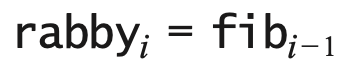 rabbyᵢ = fibᵢ₋₁